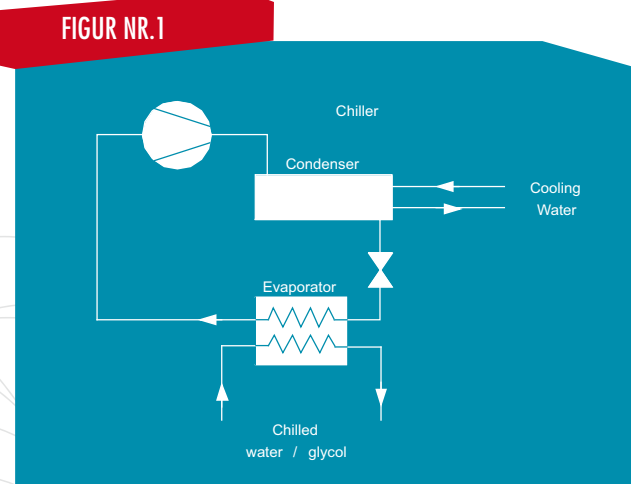 FIGUR NR.1
Chiller
Condenser
Cooling
Water
Evaporator
Chilled
water / glycol